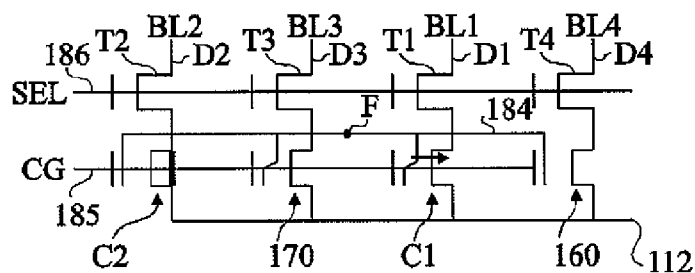 BL2 BL3 BL1 BL4
T2 D2 T3 D3 T1 D1 T4 D4
186
SEL
F 184
CG
185
C2 170 C1 160
112